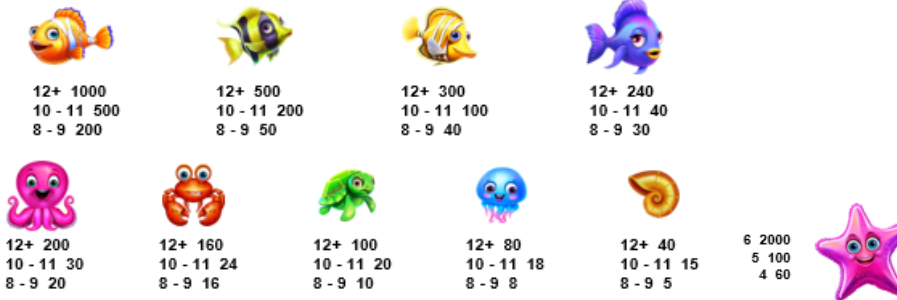 12+ 1000
10 - 11 500
8 - 9 200
12+ 500
10 - 11 200
8 - 9 50
12+ 300
10 - 11 100
8 - 9 40
12+ 240
10 - 11 40
8 - 9 30
12+ 200
10 - 11 30
8 - 9 20
12+ 160
10 - 11 24
8 - 9 16
12+ 100
10 - 11 20
8 - 9 10
12+ 80
10 - 11 18
8 - 9 8
12+ 40
10 - 11 15
8 - 9 5
6 2000
5 100
4 60